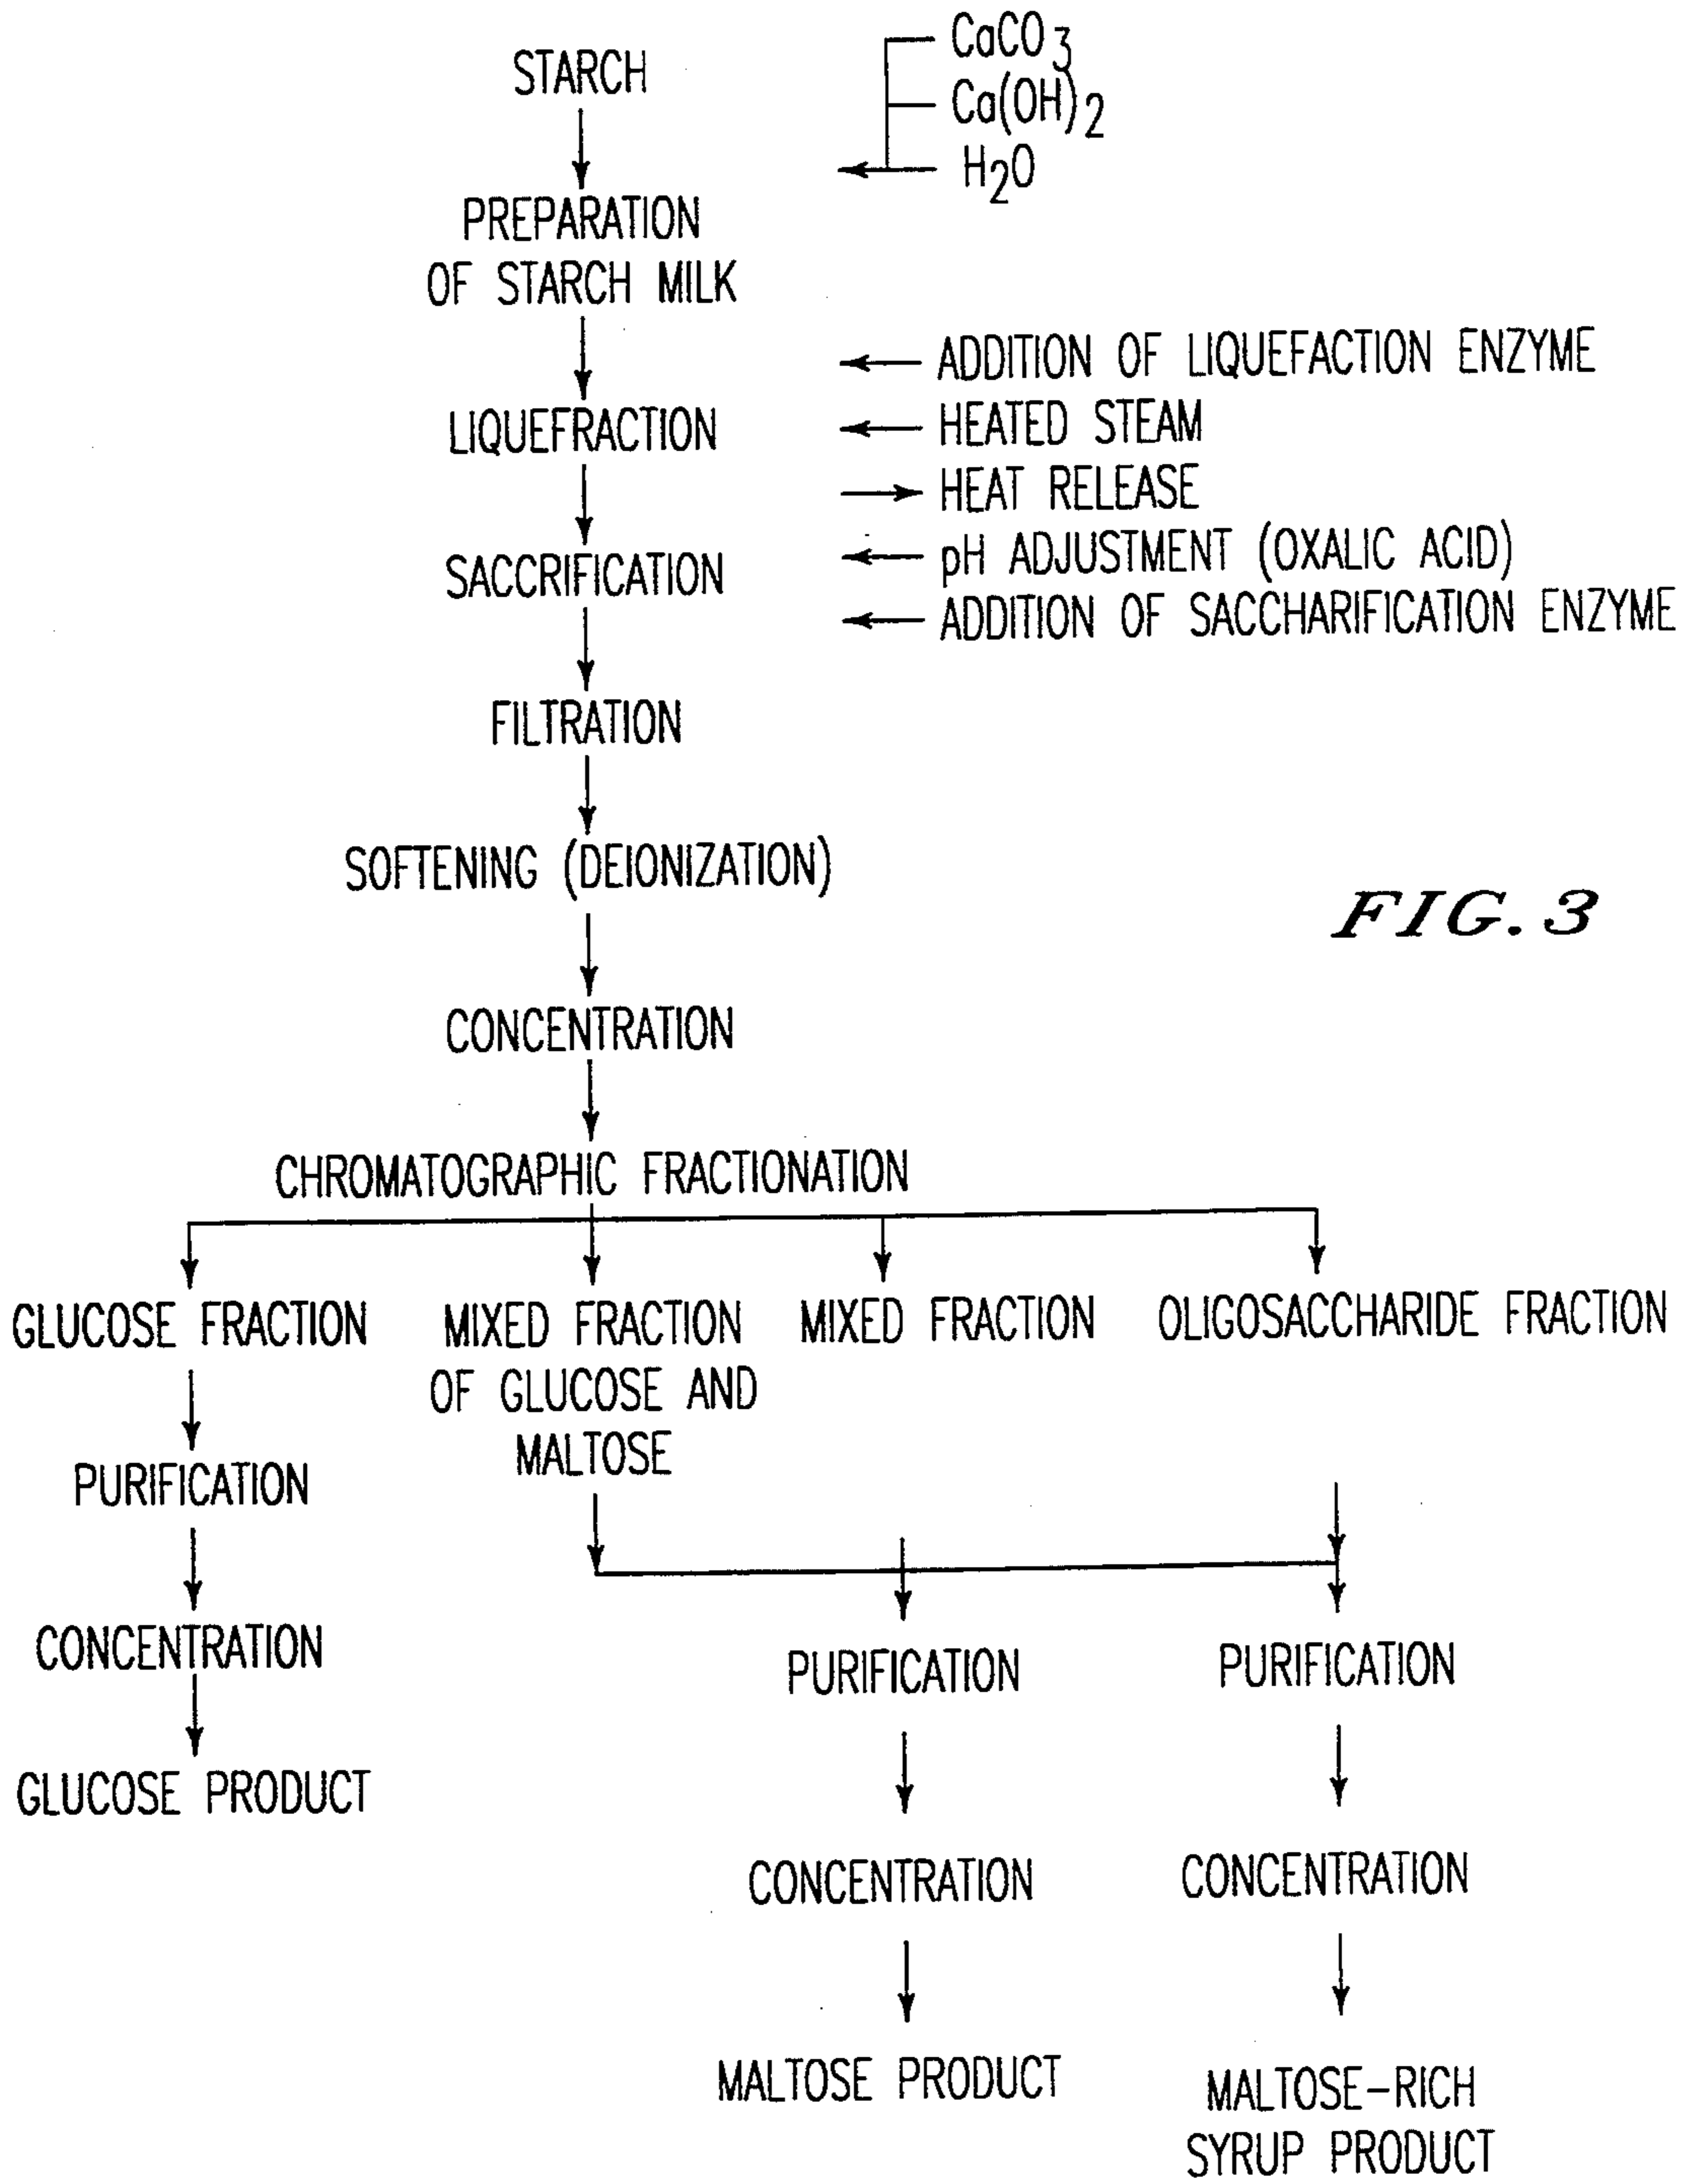 STARCH
CaCO3
Ca(OH)2
H2O
PREPARATION
OF STARCH MILK
ADDITION OF LIQUEFACTION ENZYME
LIQUEFRACTION
HEATED STEAM
HEAT RELEASE
SACCRIFICATION
pH ADJUSTMENT (OXALIC ACID)
ADDITION OF SACCHARIFICATION ENZYME
FILTRATION
SOFTENING (DEIONIZATION)
FIG. 3
CONCENTRATION
CHROMATOGRAPHIC FRACTIONATION
GLUCOSE FRACTION
MIXED FRACTION
OF GLUCOSE AND
MALTOSE
MIXED FRACTION
OLIGOSACCHARIDE FRACTION
PURIFICATION
CONCENTRATION
GLUCOSE PRODUCT
PURIFICATION
CONCENTRATION
MALTOSE PRODUCT
PURIFICATION
CONCENTRATION
MALTOSE-RICH
SYRUP PRODUCT